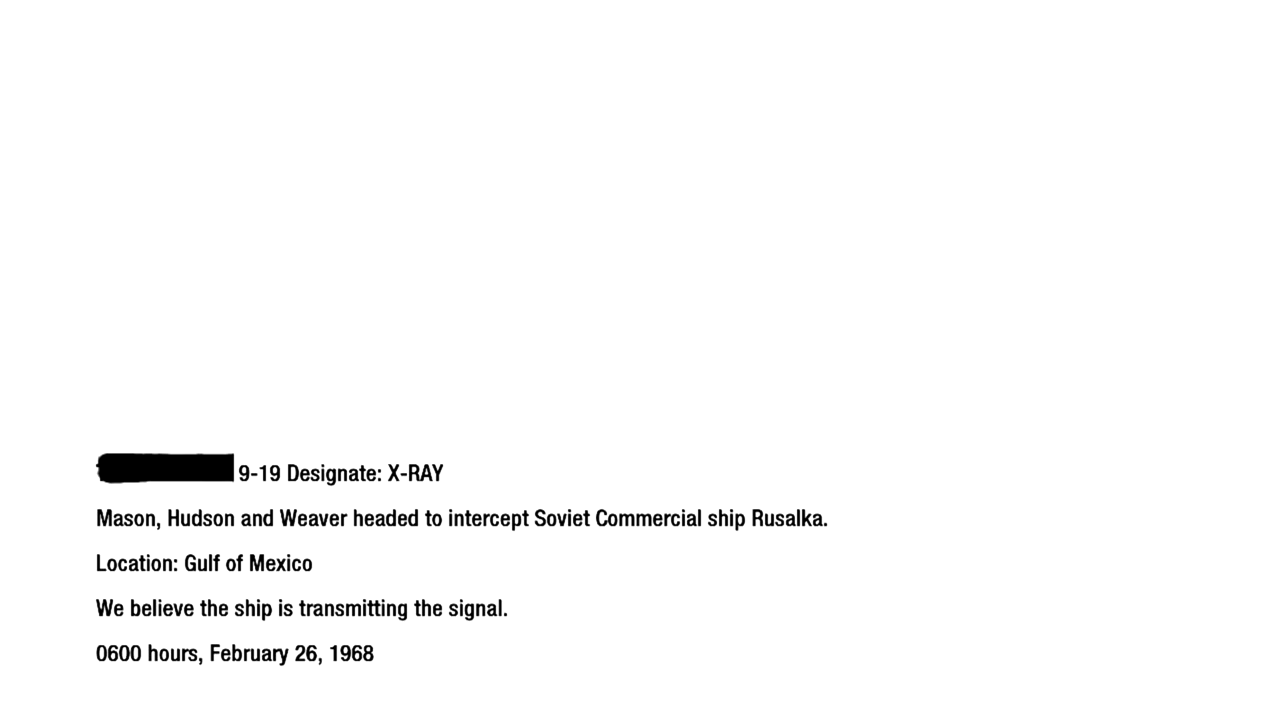 9-19 Designate: X-RAY
Mason, Hudson and Weaver headed to intercept Soviet Commercial ship Rusalka.
Location: Gulf of Mexico
We believe the ship is transmitting the signal.
0600 hours, February 26, 1968